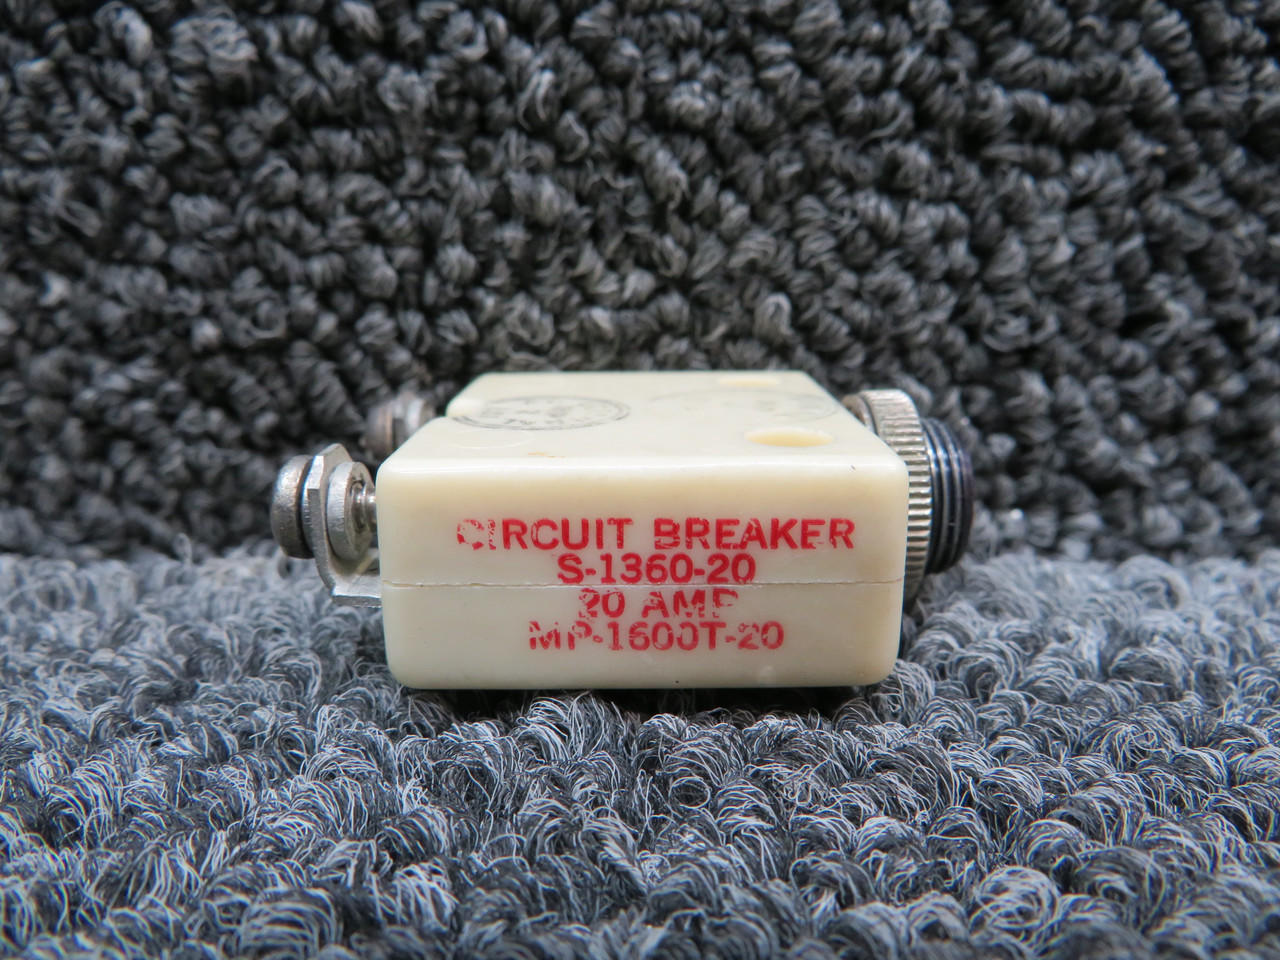 CIRCUIT BREAKER
S-1360-20
20 AMP
MP-1600T-20